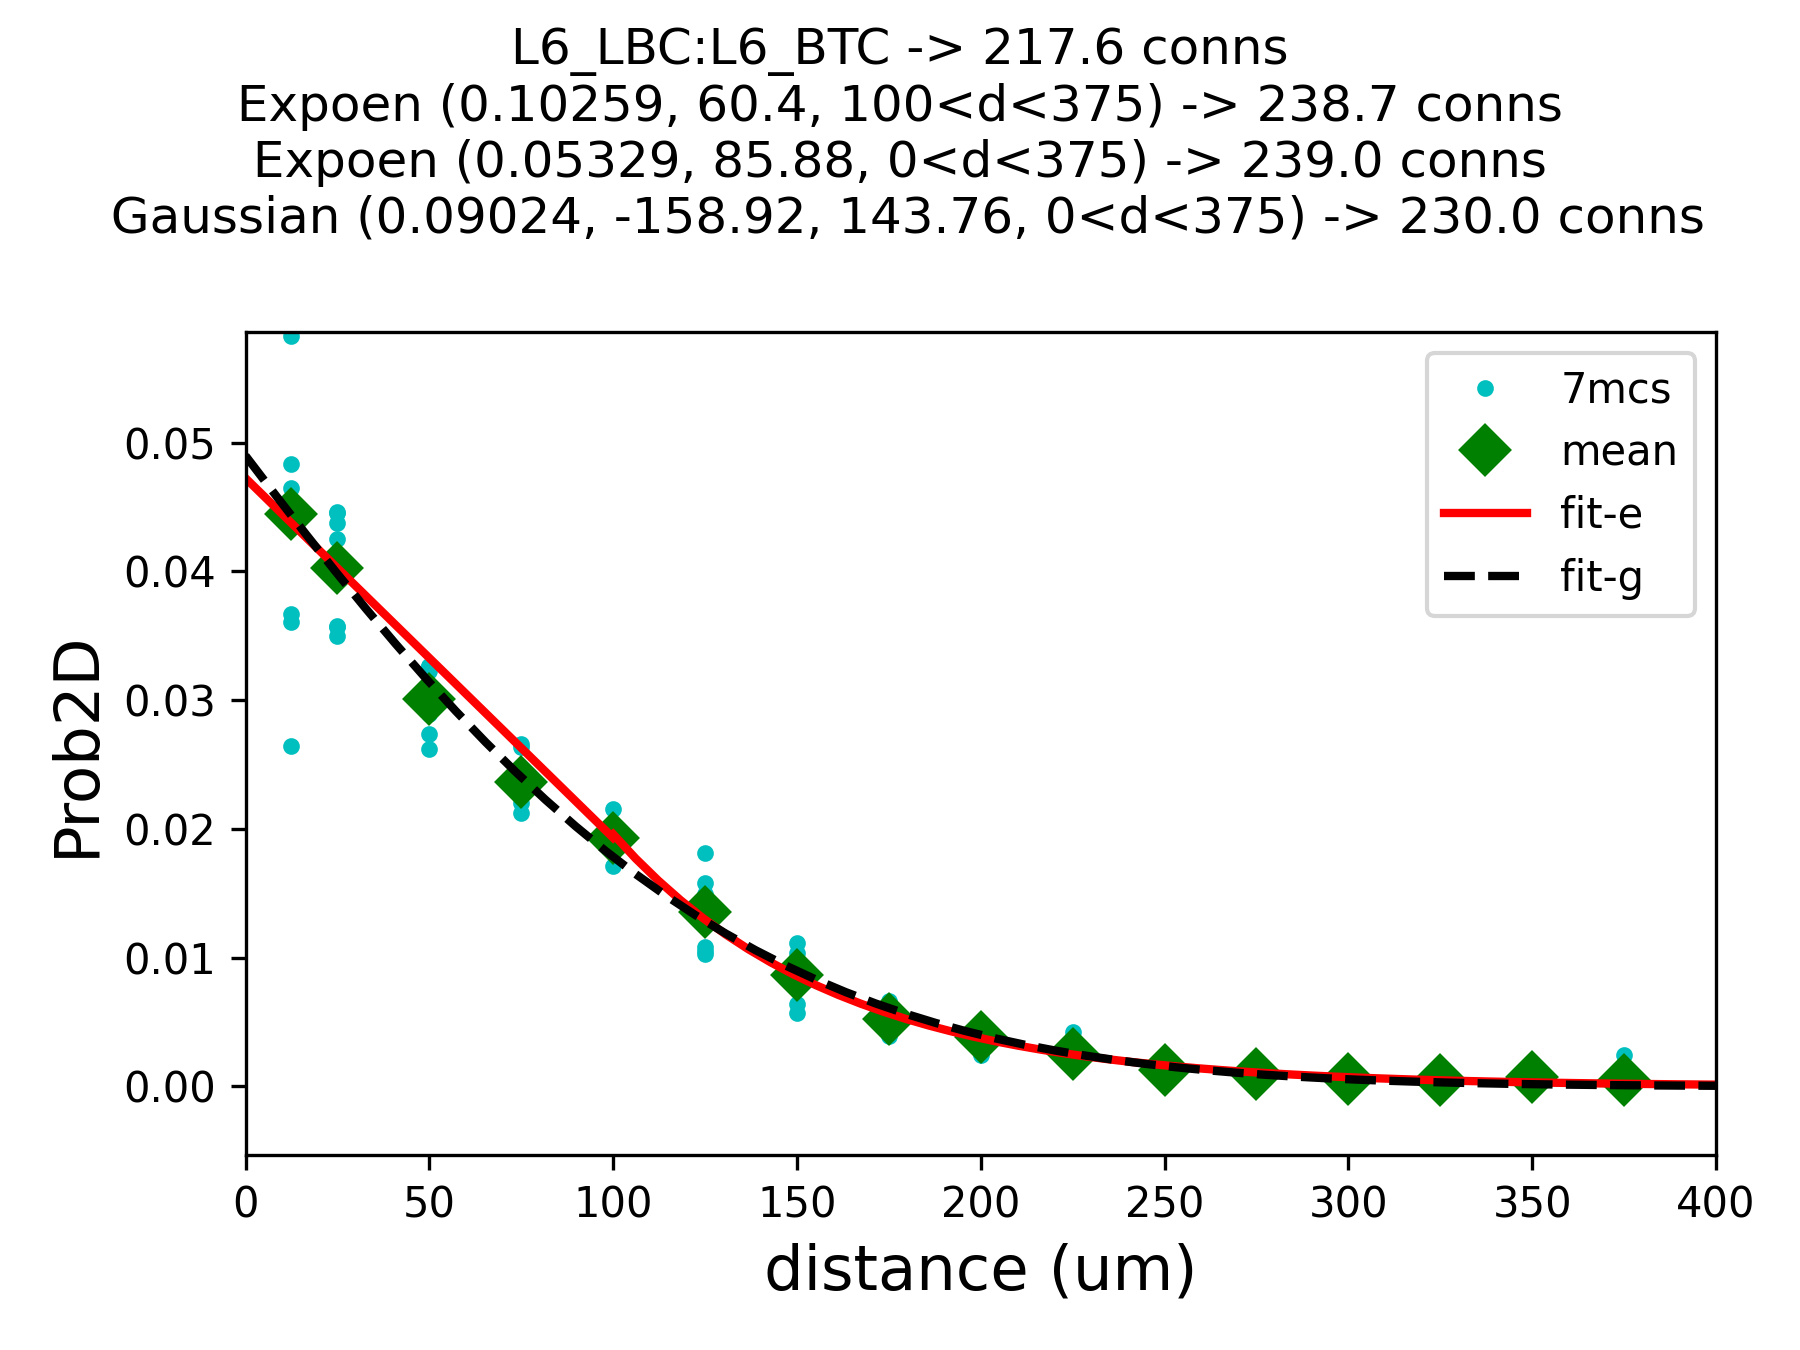 L6_LBC:L6_BTC -> 217.6 conns
Expoen (0.10259, 60.4, 100<d<375) -> 238.7 conns
Expoen (0.05329, 85.88, 0<d<375) -> 239.0 conns
Gaussian (0.09024, -158.92, 143.76, 0<d<375) -> 230.0 conns
7mcs
mean
fit-e
fit-g
Prob2D
0.05
0.04
0.03
0.02
0.01
0.00
0 50 100 150 200 250 300 350 400
distance (um)